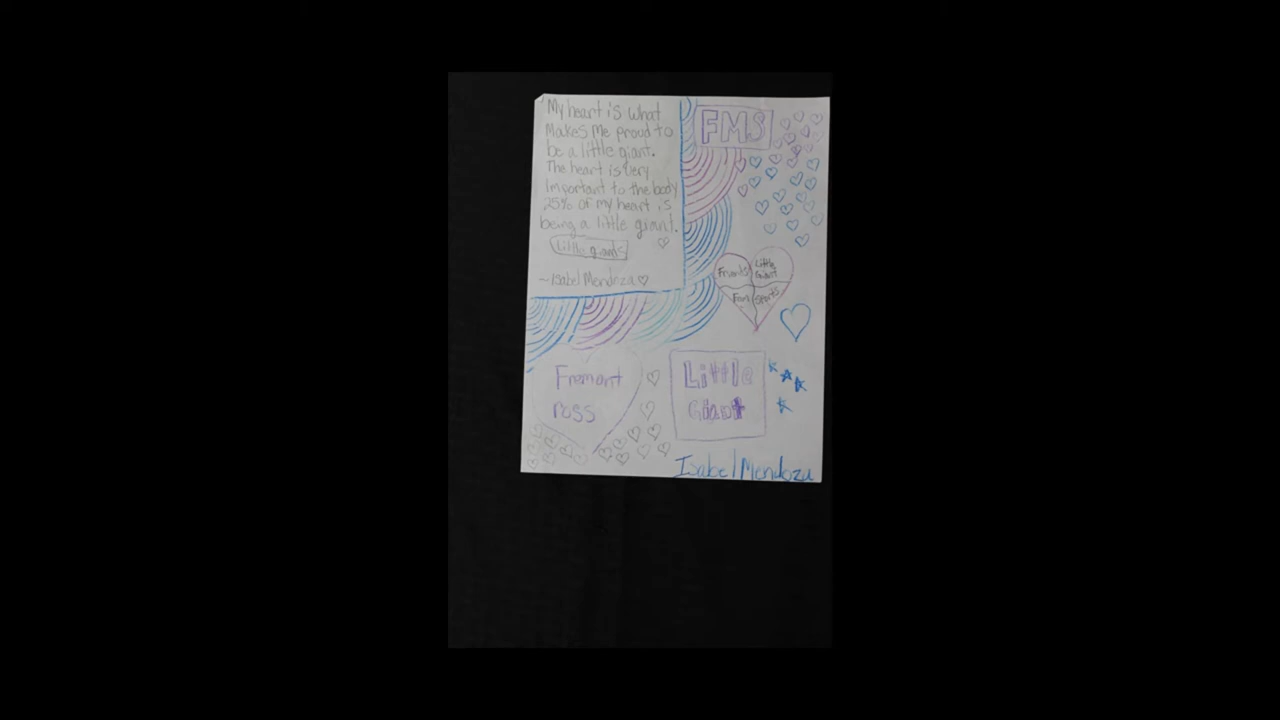 My heart is what
makes me proud to
be a little giant.
The heart is very
important to the body
25% of my heart is
being a little giant.
Little giants
~Isabel Mendoza
FMS
Friends
Little
Giant
Fam
Sports
Fremont
Ross
Little
Giant
Isabel Mendoza